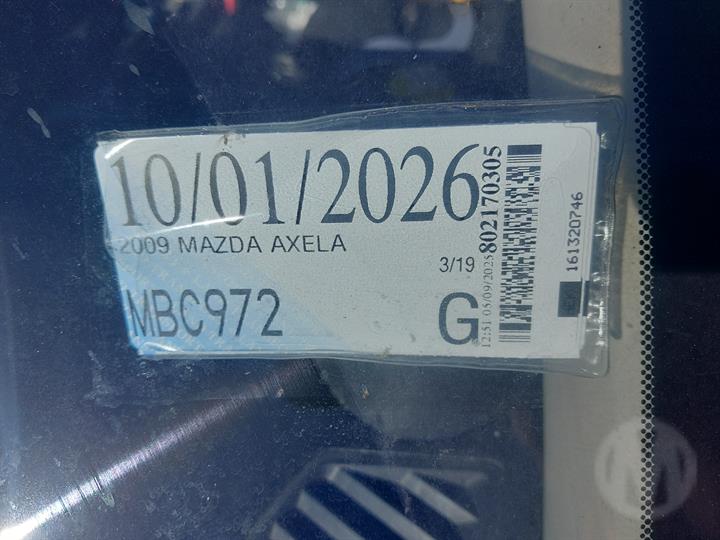 10/01/2026
2009 MAZDA AXELA
3/19
MBC972
G
12:51 05/09/2025
802170305
161320746
M